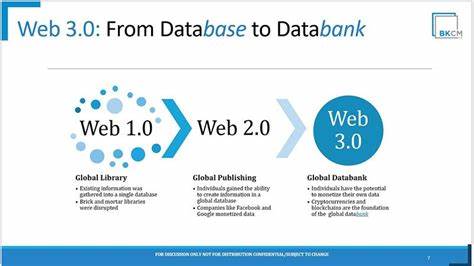 Web 3.0: From Database to Databank
BKCM
Web 1.0
Web 2.0
Web
3.0
Global Library
• Existing information was
gathered into a single database
• Brick and mortar libraries
were disrupted
Global Publishing
• Individuals gained the ability
to create information in a
global database
• Companies like Facebook and
Google monetized data
Global Databank
• Individuals have the potential
to monetize their own data
• Cryptocurrencies and
blockchains are the foundation
of the global databank
FOR DISCUSSION ONLY NOT FOR DISTRIBUTION CONFIDENTIAL/SUBJECT TO CHANGE
7